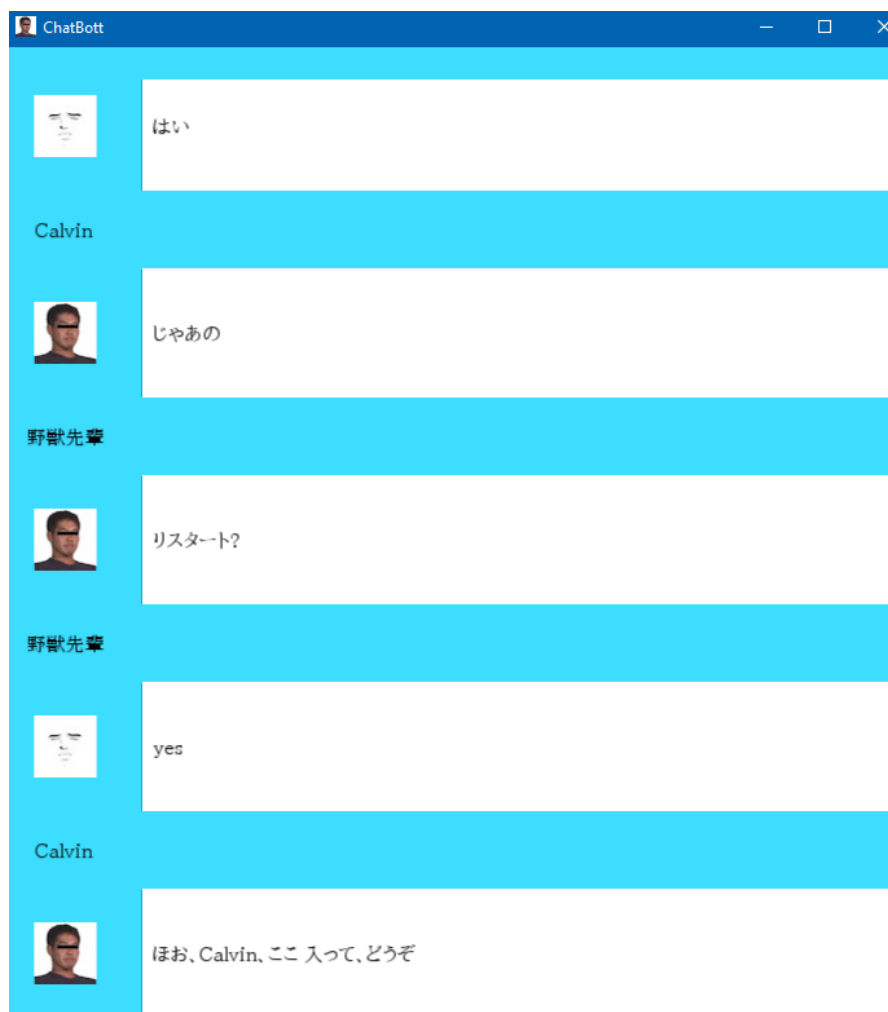 ChatBott
はい
Calvin
じゃあの
野獣先輩
リスタート?
野獣先輩
yes
Calvin
ほお、Calvin、ここ 入って、どうぞ